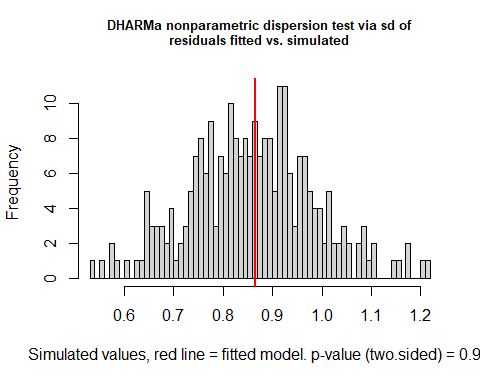 DHARMa nonparametric dispersion test via sd of
residuals fitted vs. simulated
Frequency
10
8
6
4
2
0
0.6 0.7 0.8 0.9 1.0 1.1 1.2
Simulated values, red line = fitted model. p-value (two.sided) = 0.9